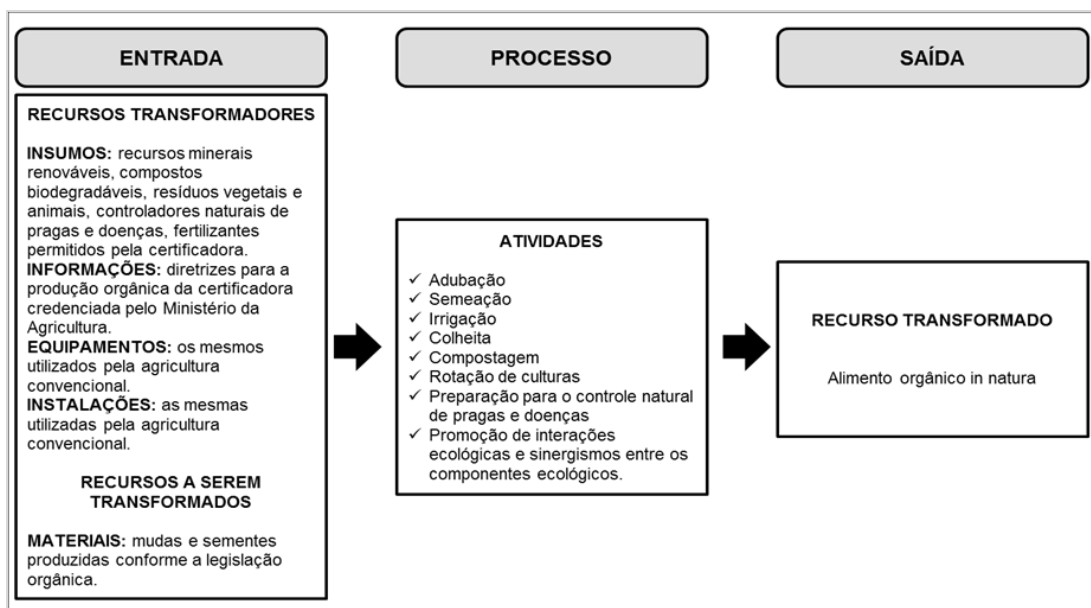 ENTRADA
RECURSOS TRANSFORMADORES
INSUMOS: recursos minerais
renováveis, compostos
biodegradáveis, resíduos vegetais e
animais, controladores naturais de
pragas e doenças, fertilizantes
permitidos pela certificadora.
INFORMAÇÕES: diretrizes para a
produção orgânica da certificadora
credenciada pelo Ministério da
Agricultura.
EQUIPAMENTOS: os mesmos
utilizados pela agricultura
convencional.
INSTALAÇÕES: as mesmas
utilizadas pela agricultura
convencional.
RECURSOS A SEREM
TRANSFORMADOS
MATERIAIS: mudas e sementes
produzidas conforme a legislação
orgânica.
PROCESSO
ATIVIDADES
✓ Adubação
✓ Semeação
✓ Irrigação
✓ Colheita
✓ Compostagem
✓ Rotação de culturas
✓ Preparação para o controle natural
de pragas e doenças
✓ Promoção de interações
ecológicas e sinergismos entre os
componentes ecológicos.
SAÍDA
RECURSO TRANSFORMADO
Alimento orgânico in natura